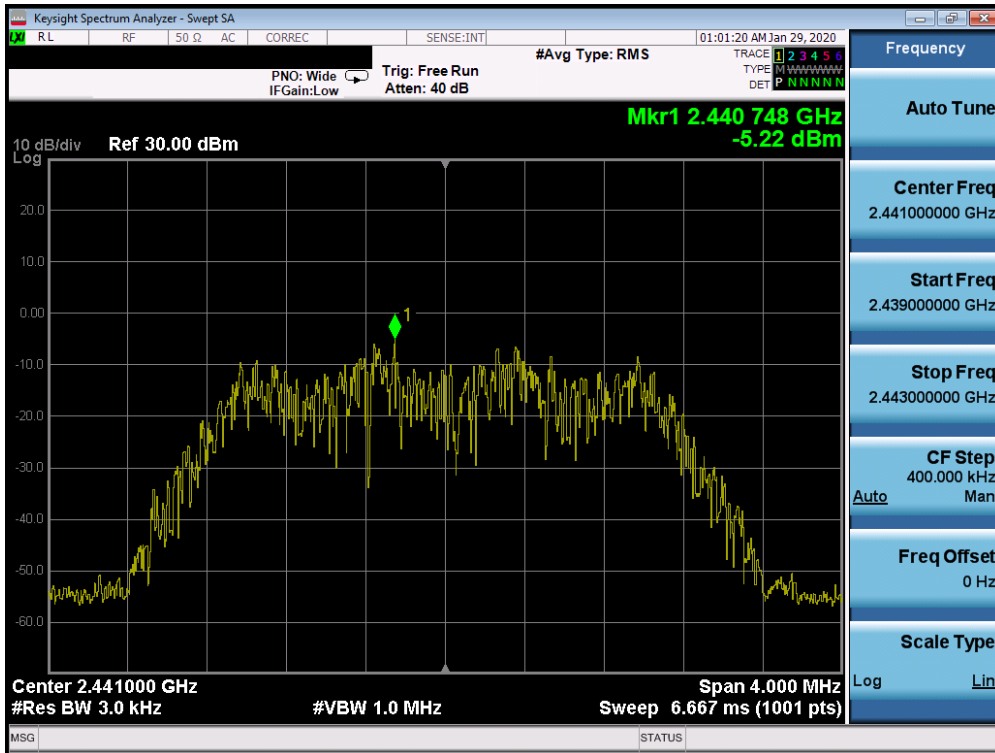 Keysight Spectrum Analyzer - Swept SA
LXI RL RF 50 Ω AC CORREC SENSE:INT 01:01:20 AM Jan 29, 2020
#Avg Type: RMS TRACE 1 2 3 4 5 6
PNO: Wide Trig: Free Run TYPE M WWWWW
IFGain:Low Atten: 40 dB DET P N N N N N
Mkr1 2.440 748 GHz
-5.22 dBm
10 dB/div Ref 30.00 dBm
Log
20.0
10.0
0.00
1
-10.0
-20.0
-30.0
-40.0
-50.0
-60.0
Center 2.441000 GHz Span 4.000 MHz
#Res BW 3.0 kHz #VBW 1.0 MHz Sweep 6.667 ms (1001 pts)
MSG STATUS
Frequency
Auto Tune
Center Freq
2.441000000 GHz
Start Freq
2.439000000 GHz
Stop Freq
2.443000000 GHz
CF Step
400.000 kHz
Auto Man
Freq Offset
0 Hz
Scale Type
Log Lin